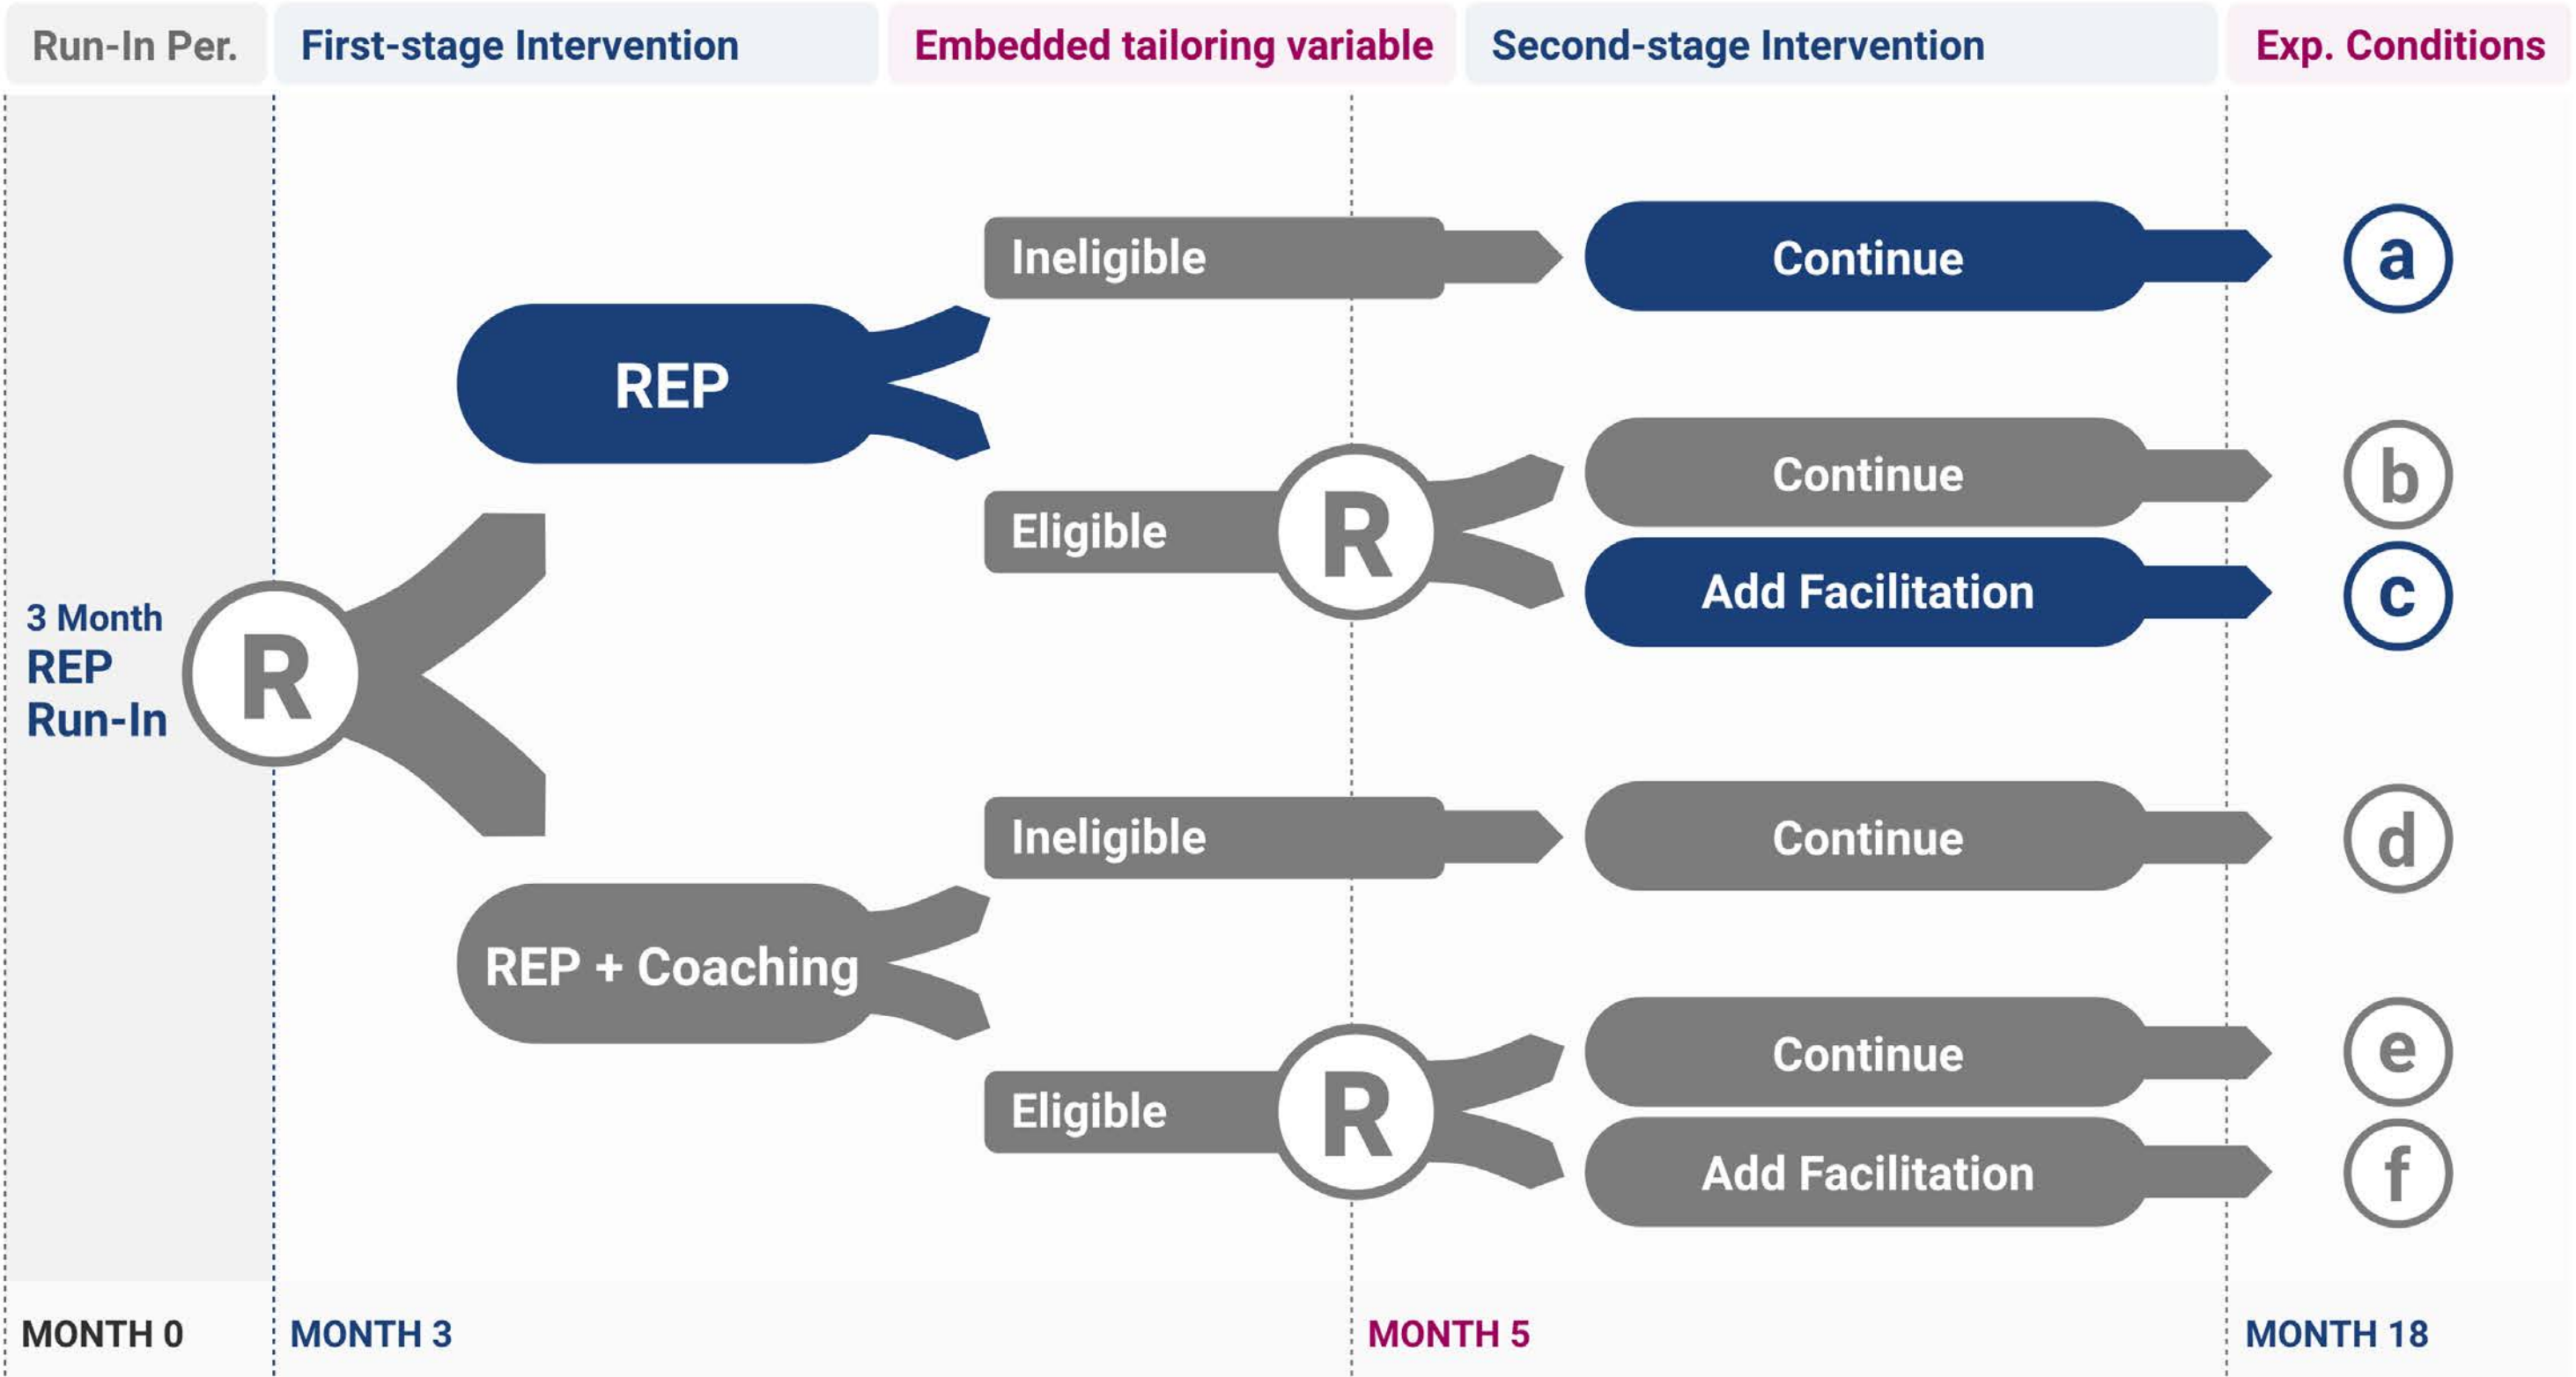 Run-In Per.
First-stage Intervention
Embedded tailoring variable
Second-stage Intervention
Exp. Conditions
3 Month
REP
Run-In
R
REP
Ineligible
Continue
a
Eligible
R
Continue
b
Add Facilitation
c
REP + Coaching
Ineligible
Continue
d
Eligible
R
Continue
e
Add Facilitation
f
MONTH 0
MONTH 3
MONTH 5
MONTH 18